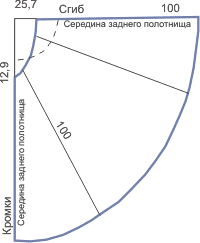 25,7 Сгиб 100
Середина заднего полотнища
12,9
100
Середина заднего полотнища
Кромки